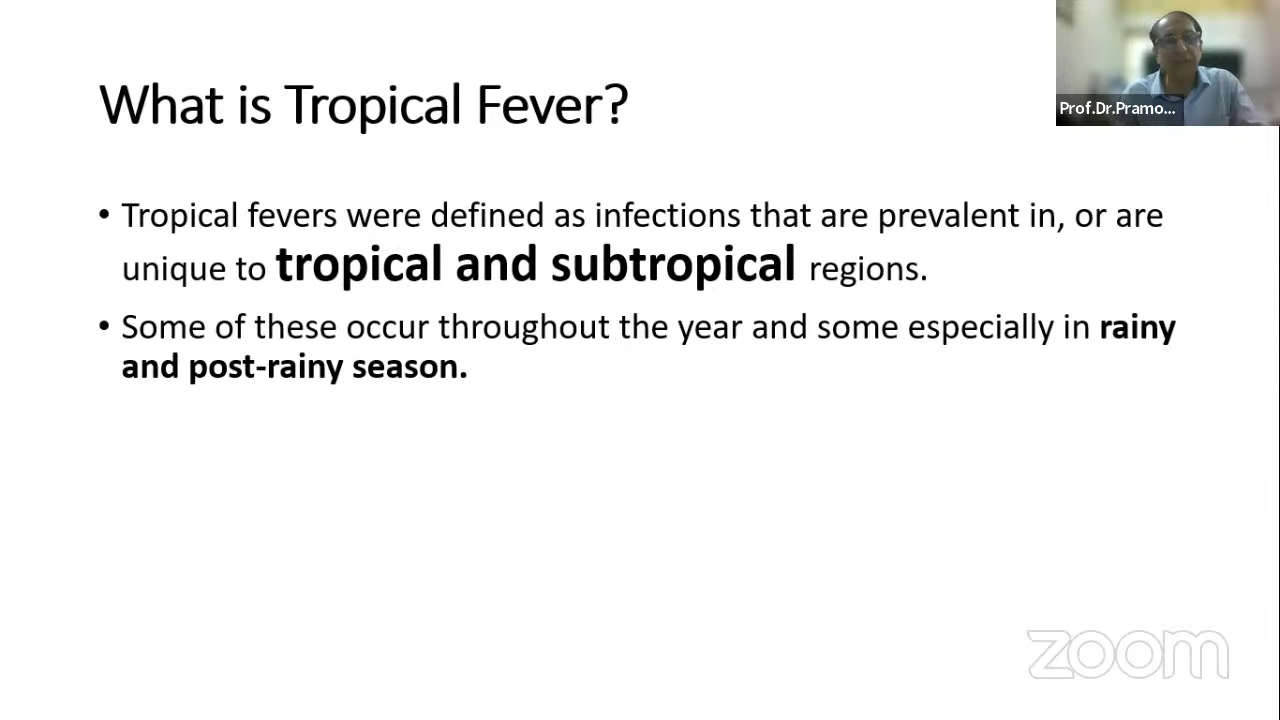 What is Tropical Fever?
Prof.Dr.Pramo...
• Tropical fevers were defined as infections that are prevalent in, or are
unique to tropical and subtropical regions.
• Some of these occur throughout the year and some especially in rainy
and post-rainy season.
zoom